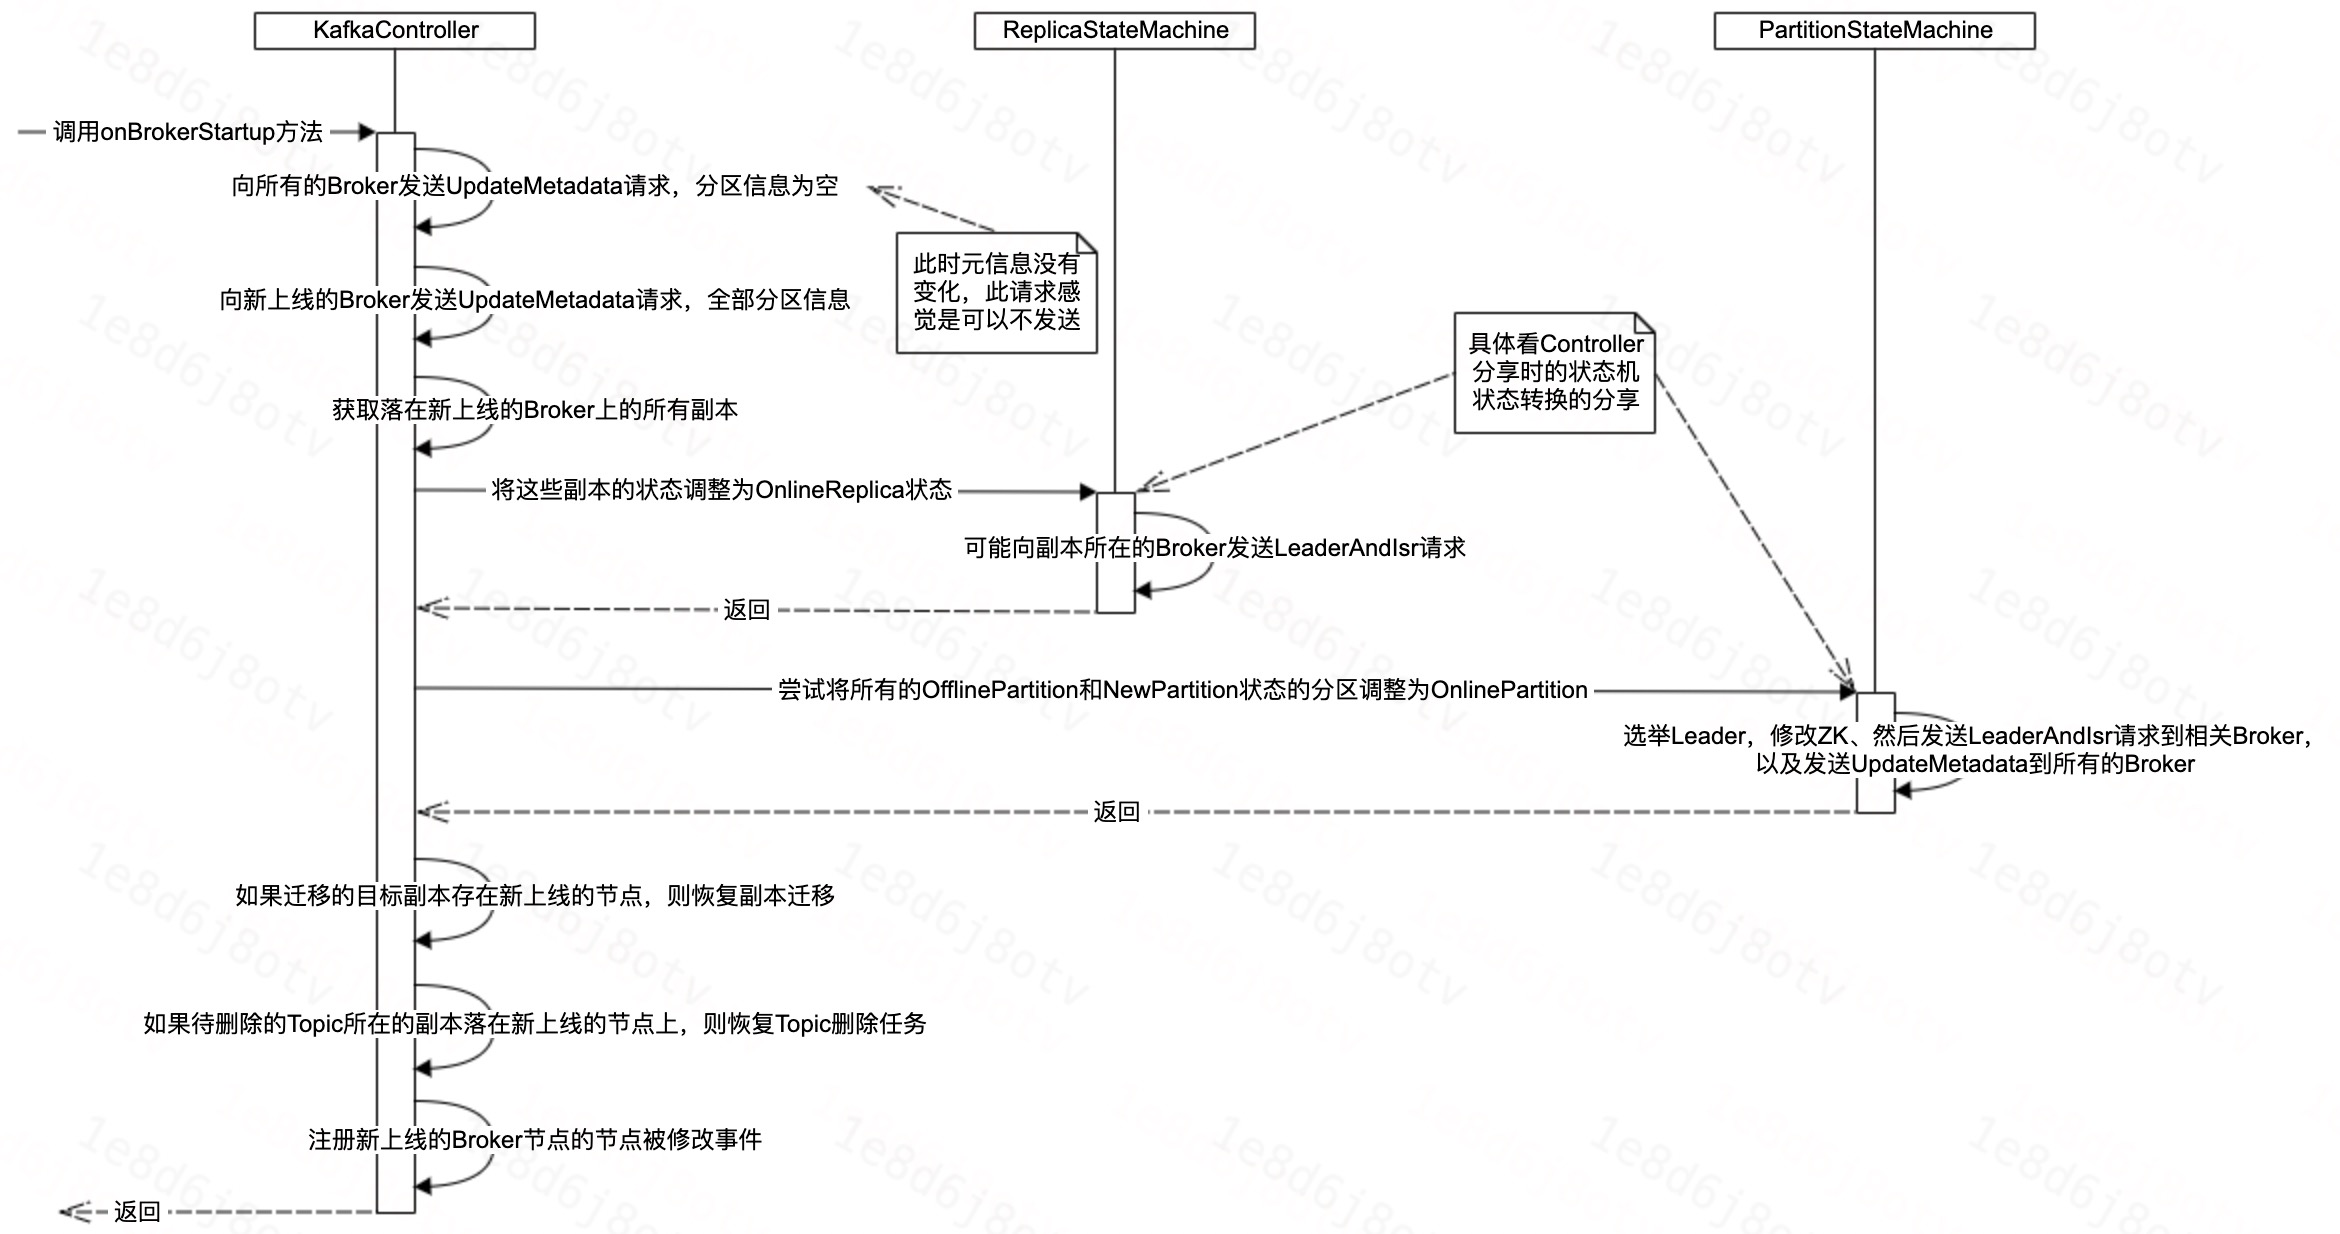 KafkaController
ReplicaStateMachine
PartitionStateMachine
调用onBrokerStartup方法
向所有的Broker发送UpdateMetadata请求，分区信息为空
此时元信息没有
变化，此请求感
觉是可以不发送
向新上线的Broker发送UpdateMetadata请求，全部分区信息
具体看Controller
分享时的状态机
状态转换的分享
获取落在新上线的Broker上的所有副本
将这些副本的状态调整为OnlineReplica状态
可能向副本所在的Broker发送LeaderAndIsr请求
返回
尝试将所有的OfflinePartition和NewPartition状态的分区调整为OnlinePartition
选举Leader，修改ZK、然后发送LeaderAndIsr请求到相关Broker，
以及发送UpdateMetadata到所有的Broker
返回
如果迁移的目标副本存在新上线的节点，则恢复副本迁移
如果待删除的Topic所在的副本落在新上线的节点上，则恢复Topic删除任务
注册新上线的Broker节点的节点被修改事件
返回
1e8d6j8otv